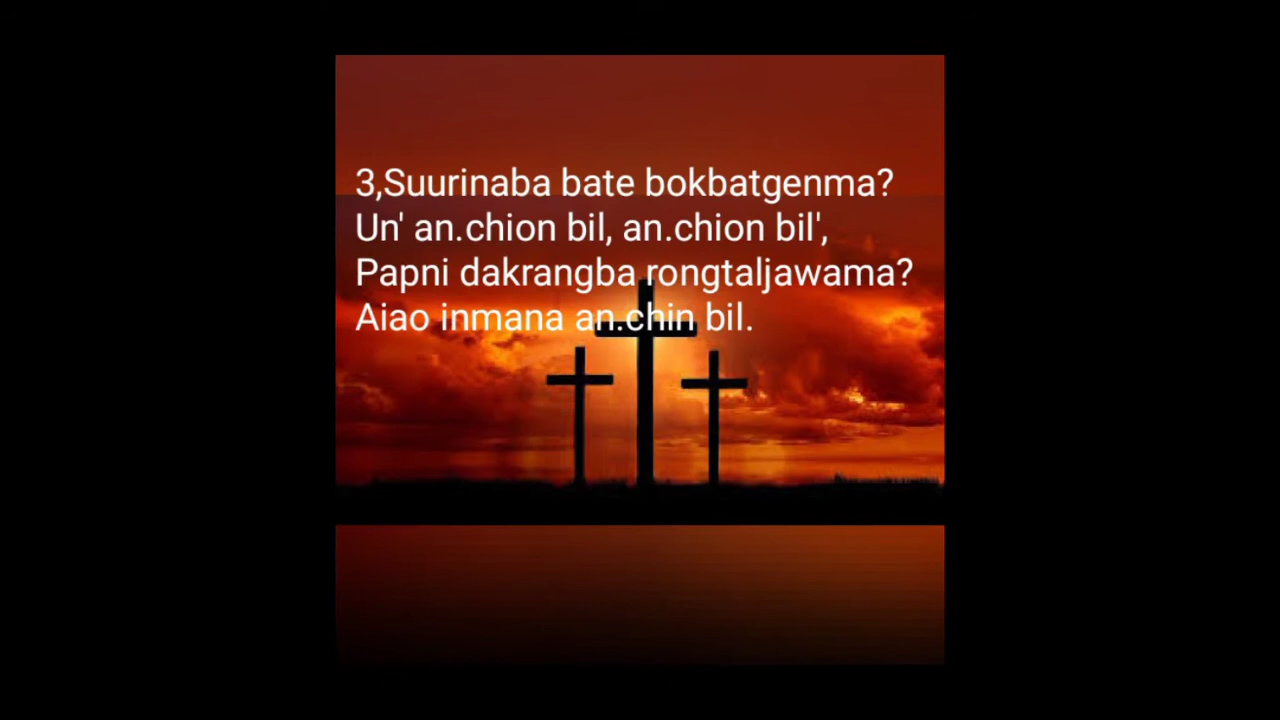 3,Suurinaba bate bokbatgenma?
Un' an.chion bil, an.chion bil',
Papni dakrangba rongtaljawama?
Aiao inmana an.chin bil.